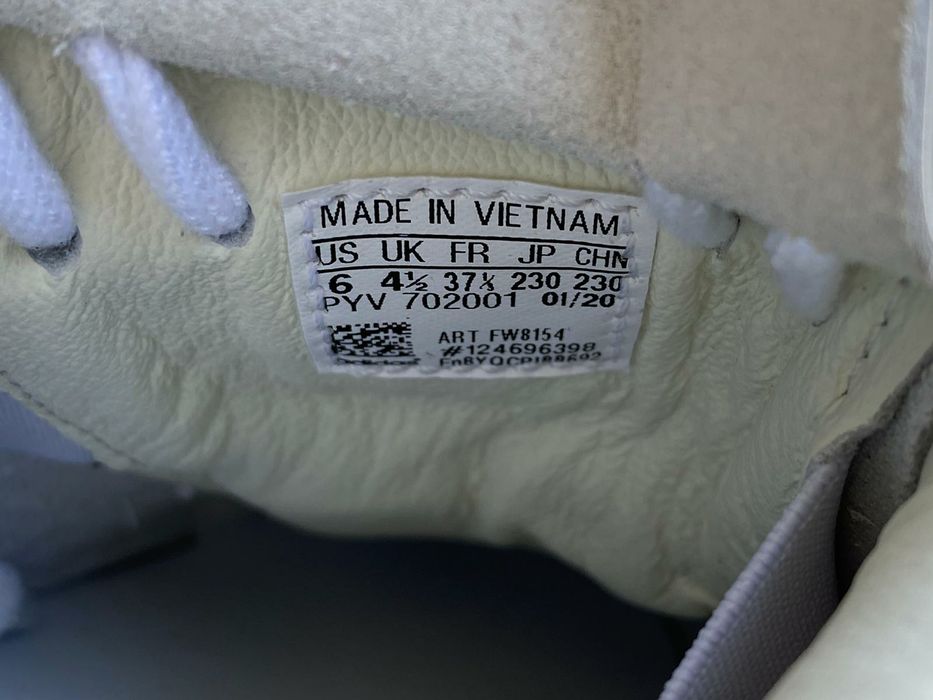 MADE IN VIETNAM
US UK FR JP CHN
6 4½ 37⅓ 230 230
PYV 702001 01/20
ART FW8154
#124696398
adidas